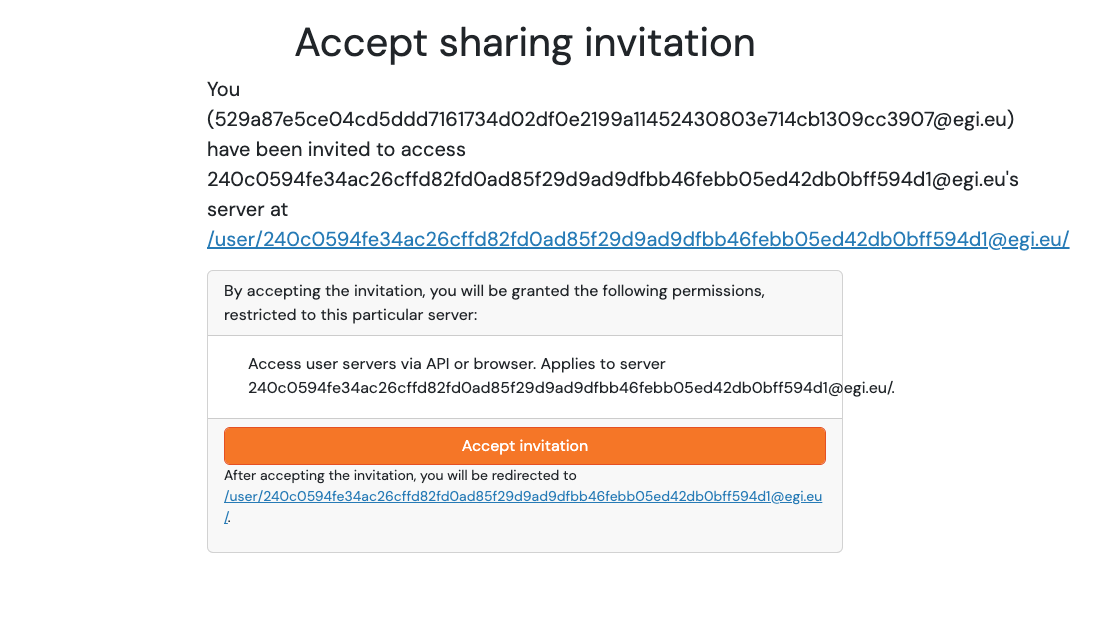 Accept sharing invitation
You
(529a87e5ce04cd5ddd7161734d02df0e2199a11452430803e714cb1309cc3907@egi.eu)
have been invited to access
240c0594fe34ac26cffd82fd0ad85f29d9ad9dfbb46febb05ed42db0bff594d1@egi.eu's
server at
/user/240c0594fe34ac26cffd82fd0ad85f29d9ad9dfbb46febb05ed42db0bff594d1@egi.eu/
By accepting the invitation, you will be granted the following permissions,
restricted to this particular server:
Access user servers via API or browser. Applies to server
240c0594fe34ac26cffd82fd0ad85f29d9ad9dfbb46febb05ed42db0bff594d1@egi.eu/.
Accept invitation
After accepting the invitation, you will be redirected to
/user/240c0594fe34ac26cffd82fd0ad85f29d9ad9dfbb46febb05ed42db0bff594d1@egi.eu
/.